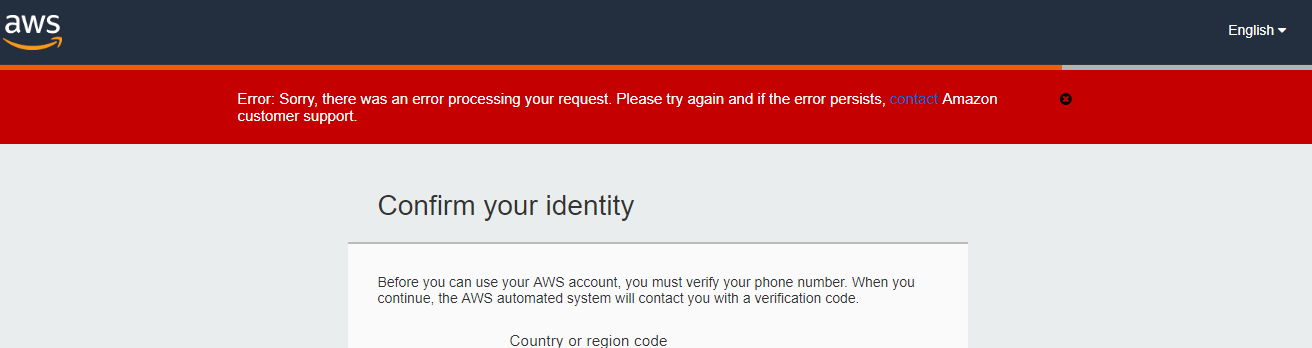 aws
English
Error: Sorry, there was an error processing your request. Please try again and if the error persists, contact Amazon
customer support.
Confirm your identity
Before you can use your AWS account, you must verify your phone number. When you
continue, the AWS automated system will contact you with a verification code.
Country or region code